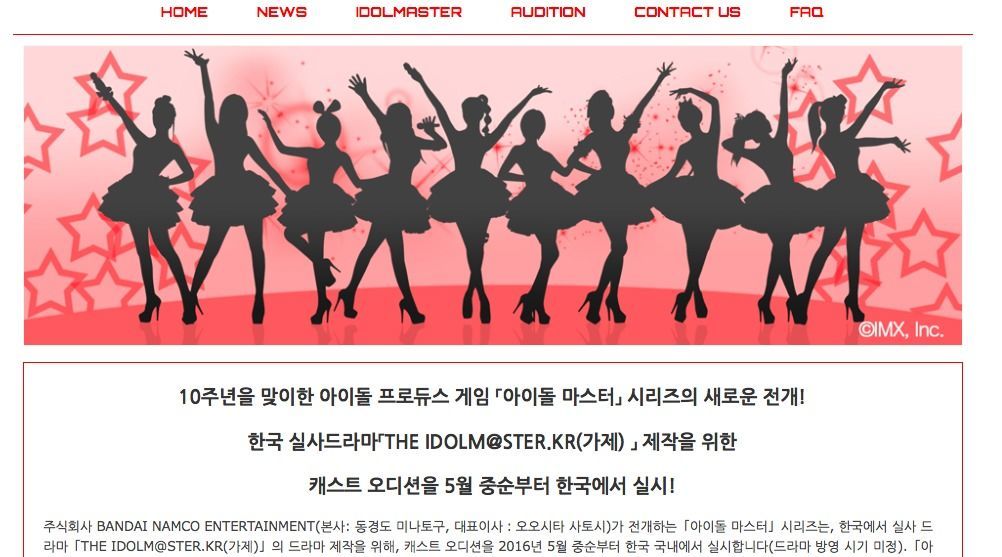 HOME NEWS IDOLMASTER AUDITION CONTACT US FAQ
©IMX, Inc.
10주년을 맞이한 아이돌 프로듀스 게임 「아이돌 마스터」 시리즈의 새로운 전개!
한국 실사드라마「THE IDOLM@STER.KR(가제) 」 제작을 위한
캐스트 오디션을 5월 중순부터 한국에서 실시!
주식회사 BANDAI NAMCO ENTERTAINMENT(본사: 동경도 미나토구, 대표이사 : 오오시타 사토시)가 전개하는 「아이돌 마스터」 시리즈는, 한국에서 실사 드
라마 「THE IDOLM@STER.KR(가제)」의 드라마 제작을 위해, 캐스트 오디션을 2016년 5월 중순부터 한국 국내에서 실시합니다(드라마 방영 시기 미정). 「아